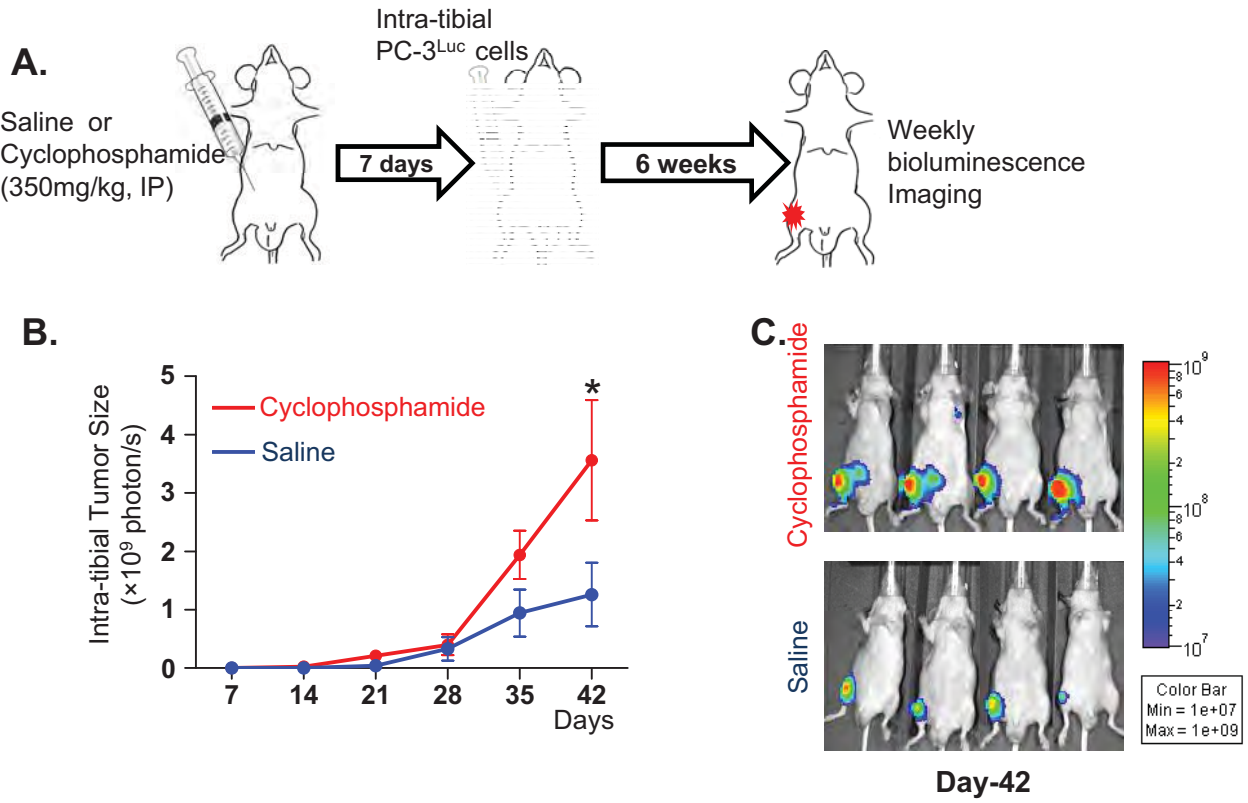 A.
Saline or
Cyclophosphamide
(350mg/kg, IP)
7 days
Intra-tibial
PC-3Luc cells
6 weeks
Weekly
bioluminescence
Imaging
B.
Intra-tibial Tumor Size
(×10⁹ photon/s)
5
4
3
2
1
0
Cyclophosphamide
Saline
*
7 14 21 28 35 42
Days
C.
Cyclophosphamide
Saline
Day-42
10⁹
8
6
4
2
10⁸
8
6
4
2
10⁷
Color Bar
Min = 1e+07
Max = 1e+09